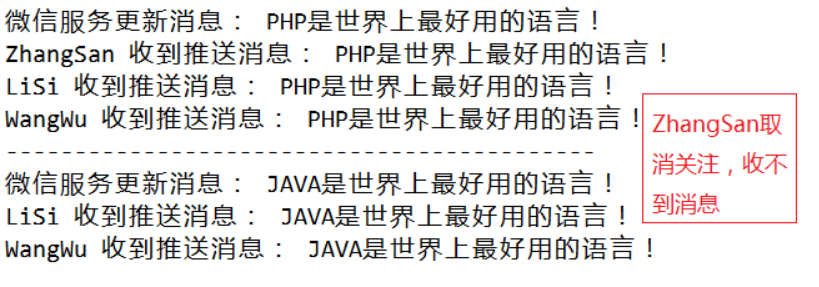 微信服务更新消息： PHP是世界上最好用的语言！
ZhangSan 收到推送消息： PHP是世界上最好用的语言！
LiSi 收到推送消息： PHP是世界上最好用的语言！
WangWu 收到推送消息： PHP是世界上最好用的语言！
-------------------------------------------
微信服务更新消息： JAVA是世界上最好用的语言！
LiSi 收到推送消息： JAVA是世界上最好用的语言！
WangWu 收到推送消息： JAVA是世界上最好用的语言！
ZhangSan取
消关注，收不
到消息